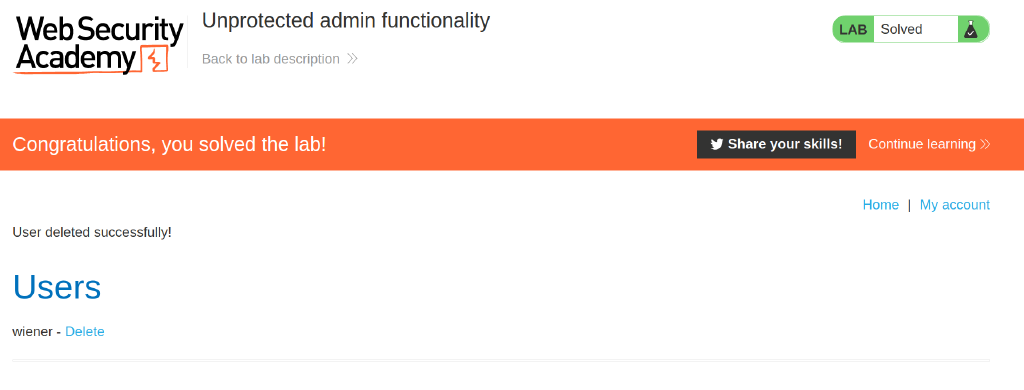 Web Security Academy
Unprotected admin functionality
Back to lab description
LAB Solved
Congratulations, you solved the lab!
Share your skills!
Continue learning
Home | My account
User deleted successfully!
Users
wiener - Delete